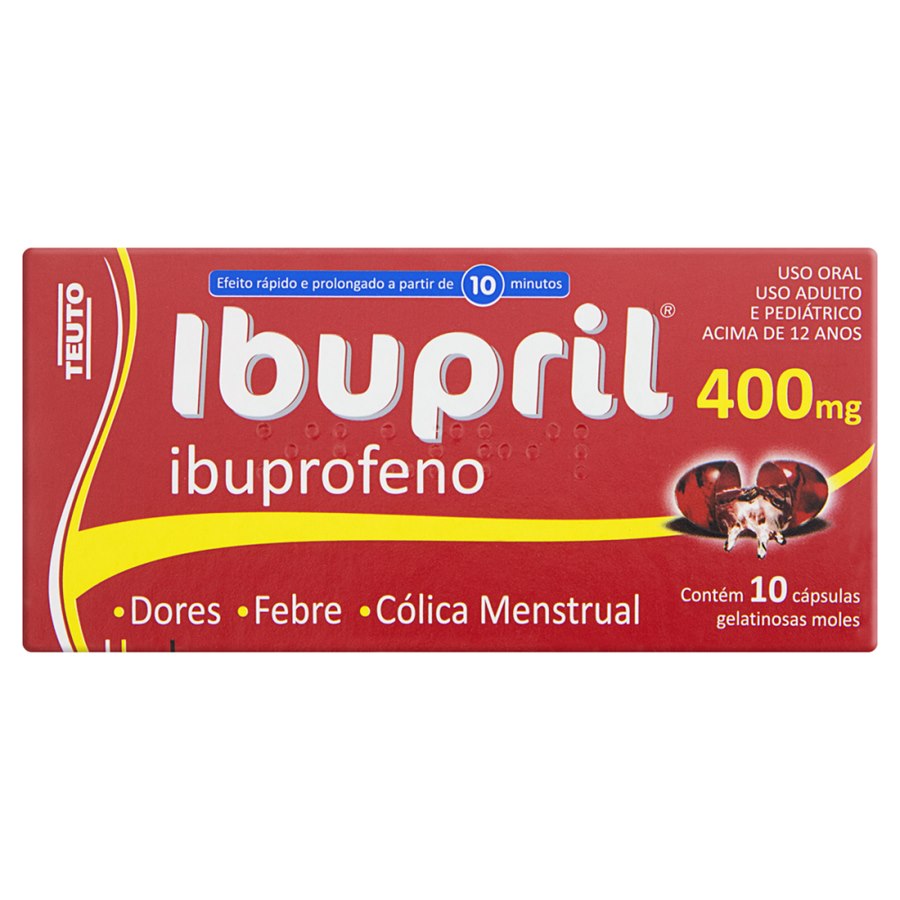 TEUTO
Efeito rápido e prolongado a partir de 10 minutos
Ibupril®
ibuprofeno
USO ORAL
USO ADULTO
E PEDIÁTRICO
ACIMA DE 12 ANOS
400mg
•Dores •Febre •Cólica Menstrual
Contém 10 cápsulas
gelatinosas moles